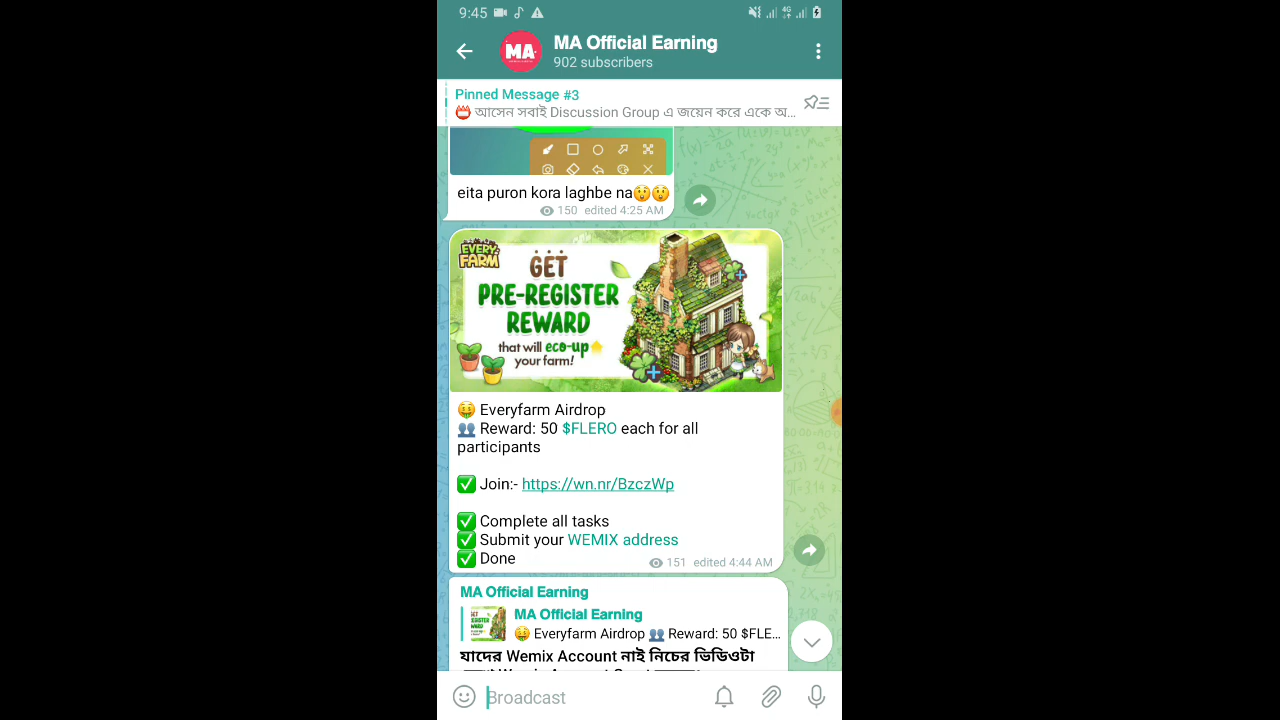 9:45
4G
MA Official Earning
902 subscribers
MA
Pinned Message #3
আসেন সবাই Discussion Group এ জয়েন করে একে অ...
eita puron kora laghbe na😲😲
150 edited 4:25 AM
EVERY FARM
GET
PRE-REGISTER
REWARD
that will eco-up
your farm!
🤑 Everyfarm Airdrop
👥 Reward: 50 $FLERO each for all
participants
✅ Join:- https://wn.nr/BzczWp
✅ Complete all tasks
✅ Submit your WEMIX address
✅ Done
151 edited 4:44 AM
MA Official Earning
MA Official Earning
🤑 Everyfarm Airdrop 👥 Reward: 50 $FLE...
যাদের Wemix Account নাই নিচের ভিডিওটা
Broadcast